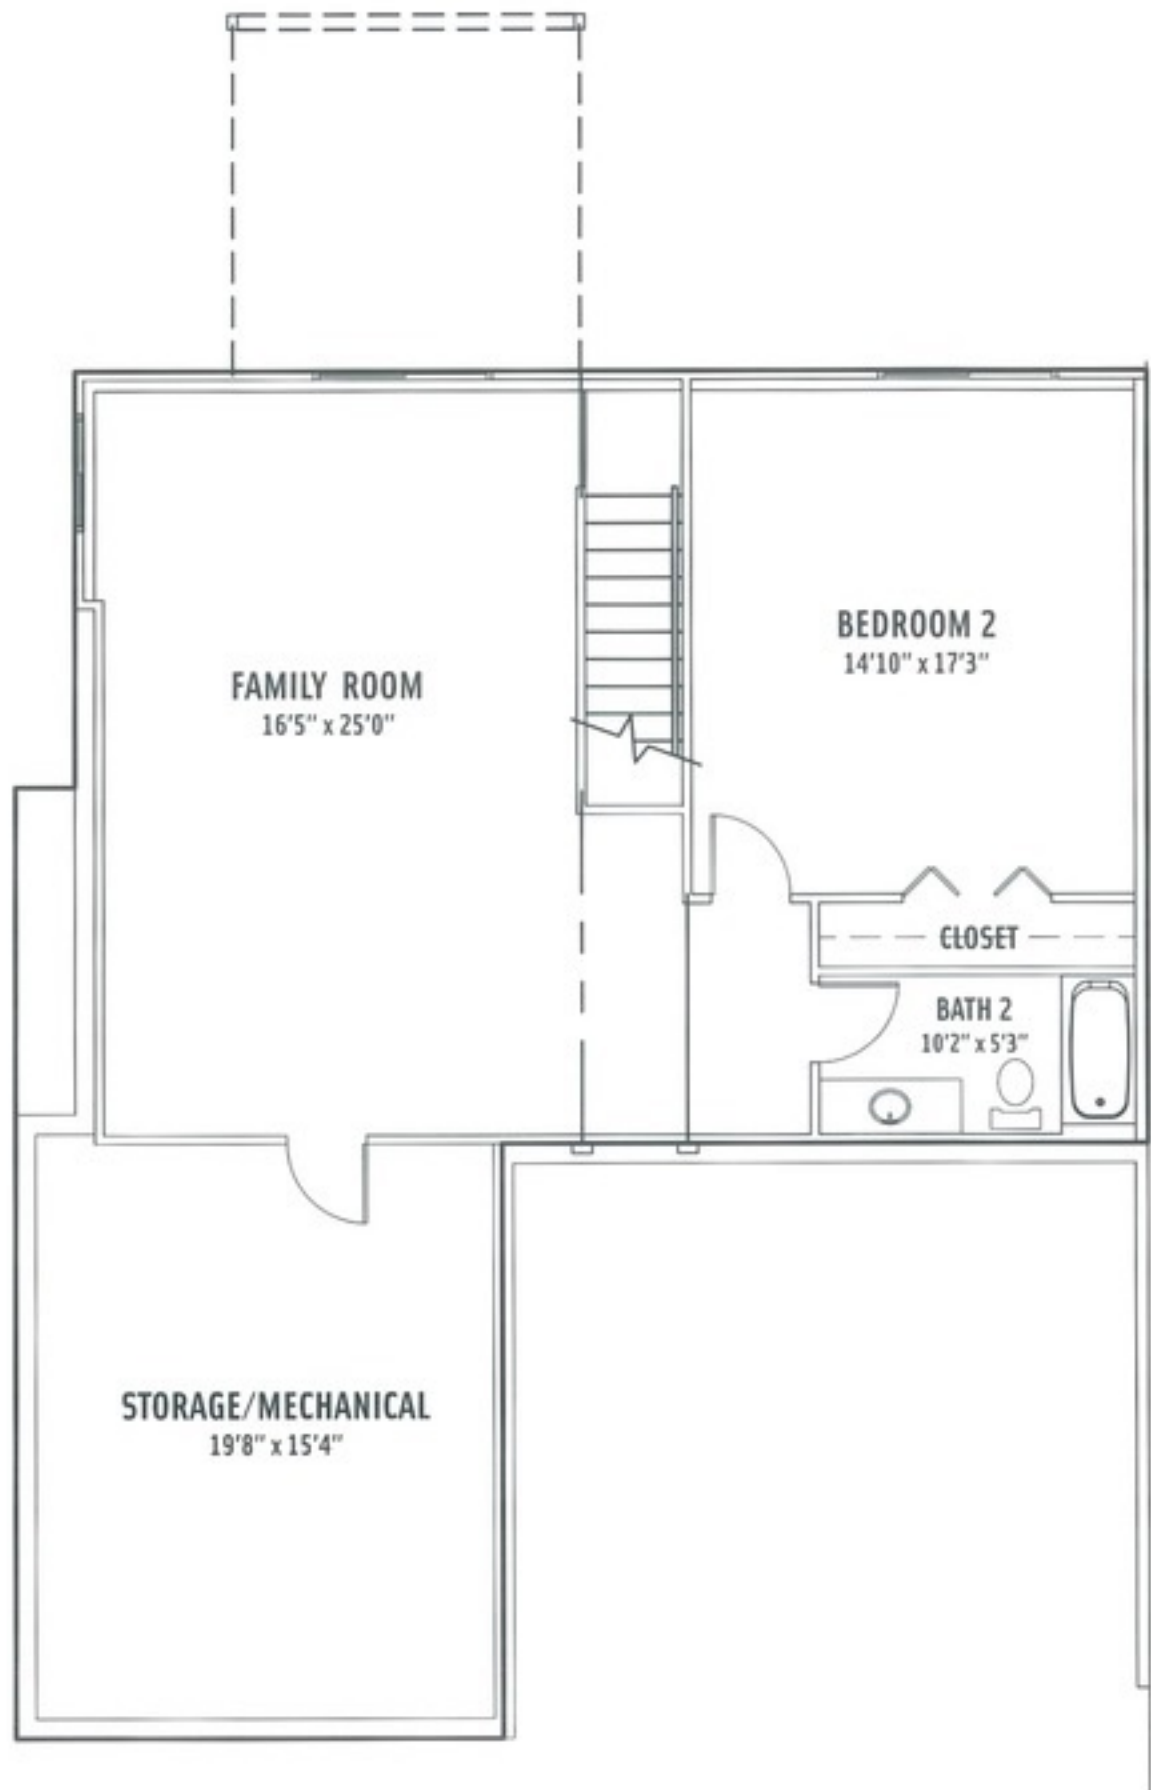 BEDROOM 2
14'10" x 17'3"
FAMILY ROOM
16'5" x 25'0"
CLOSET
BATH 2
10'2" x 5'3"
STORAGE/MECHANICAL
19'8" x 15'4"